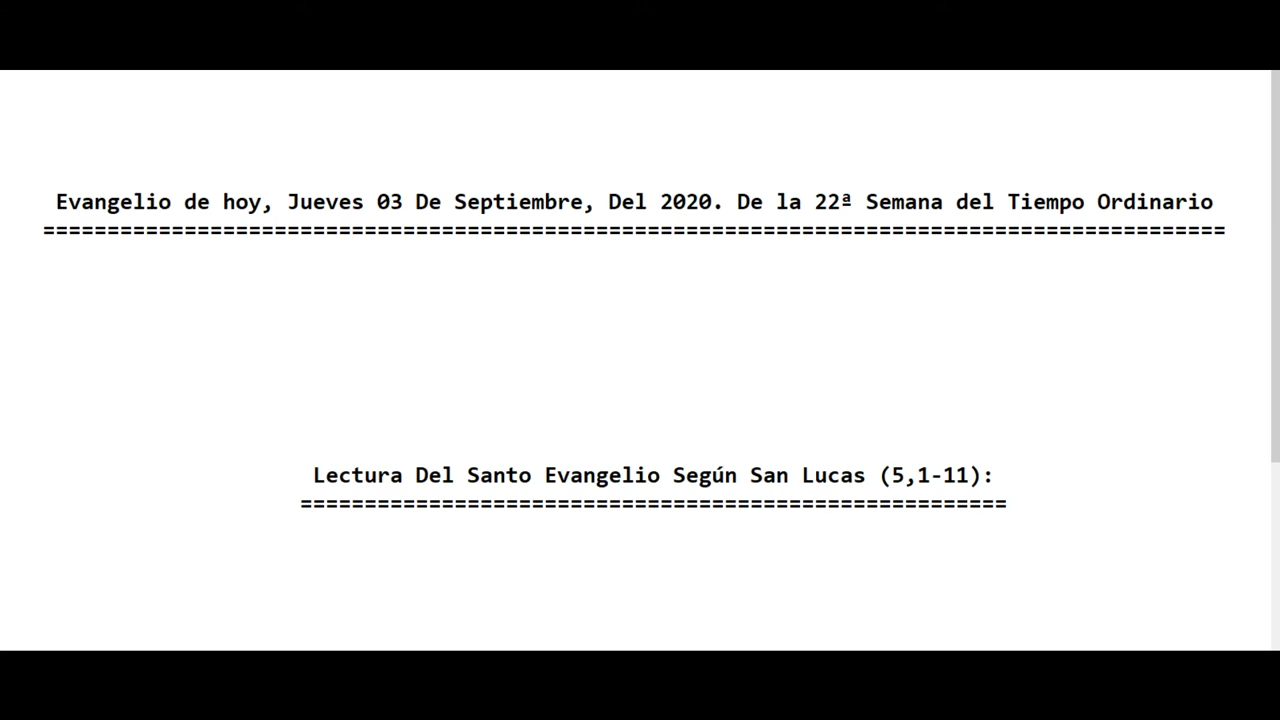 Evangelio de hoy, Jueves 03 De Septiembre, Del 2020. De la 22ª Semana del Tiempo Ordinario
============================================================================================
Lectura Del Santo Evangelio Según San Lucas (5,1-11):
=======================================================